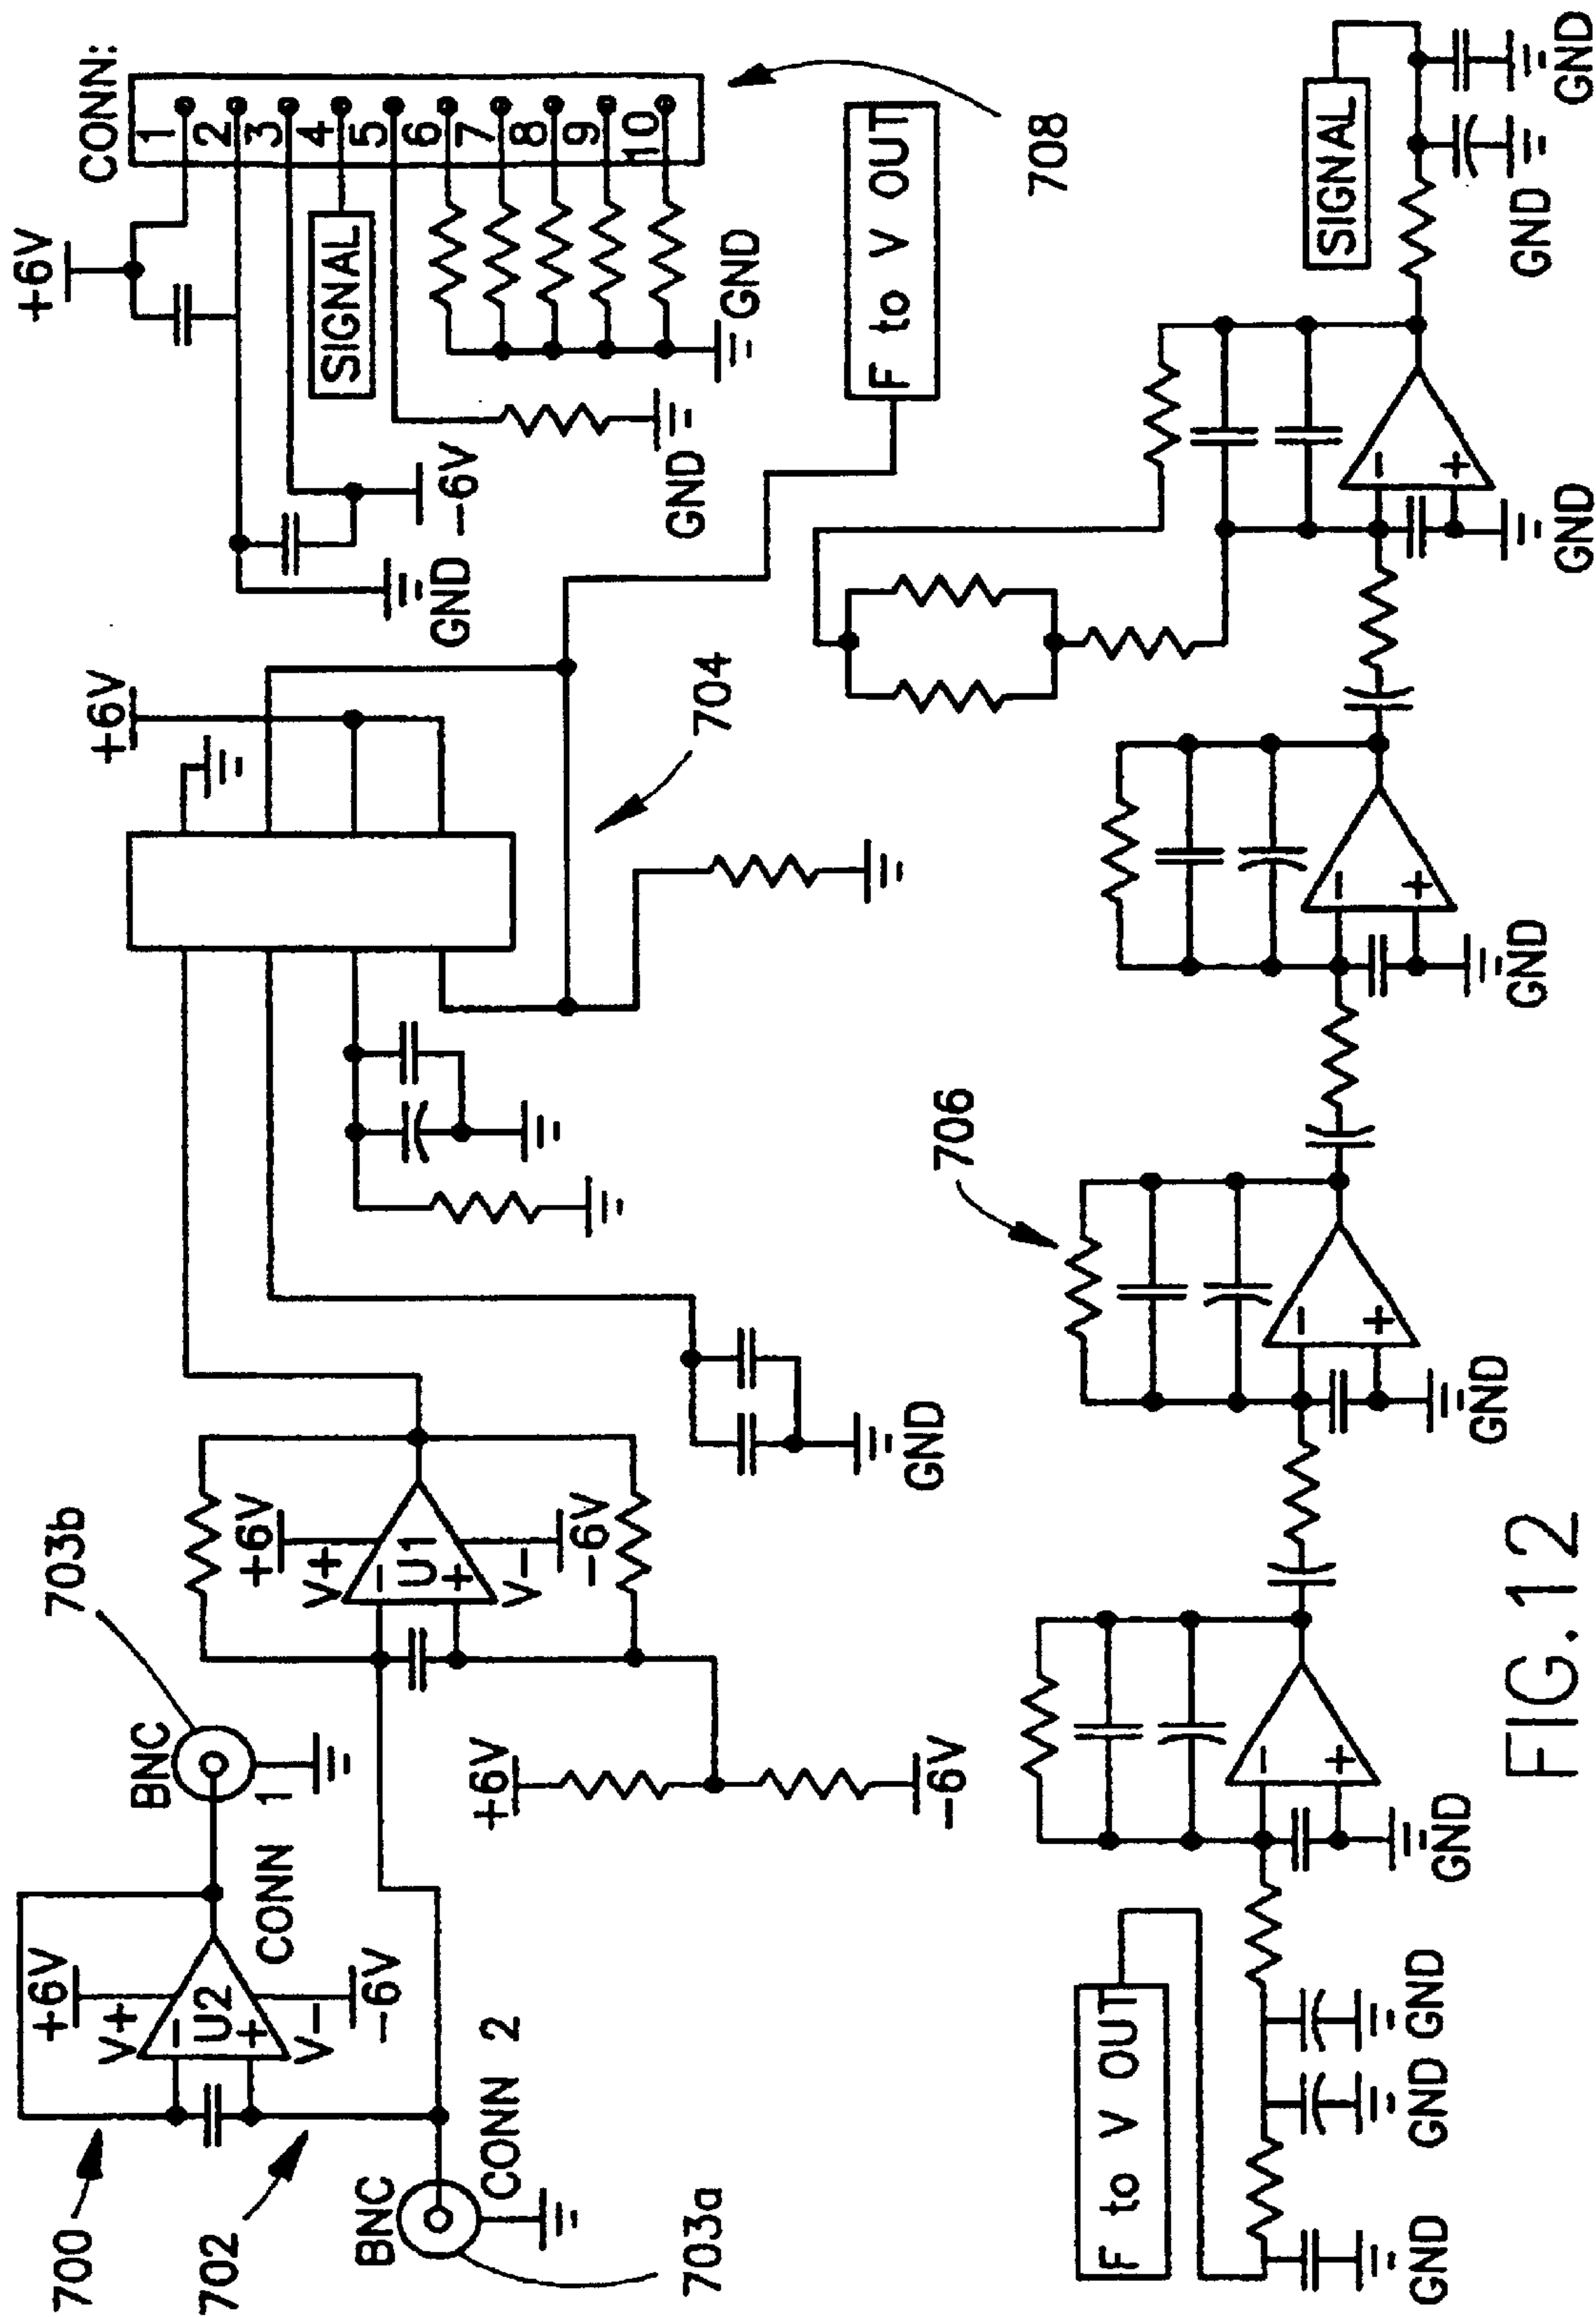 700
702
+6V
V+
U2
V-
-6V
BNC
CONN 1
703b
BNC
CONN 2
703a
+6V
V+
U1
V-
-6V
+6V
-6V
GND
+6V
704
GND
-6V
GND
+6V
CONN:
1
2
3
4
5
6
7
8
9
10
SIGNAL
GND
708
F to V OUT
F to V OUT
GND
GND
GND
GND
706
GND
GND
GND
SIGNAL
GND
GND
FIG. 12